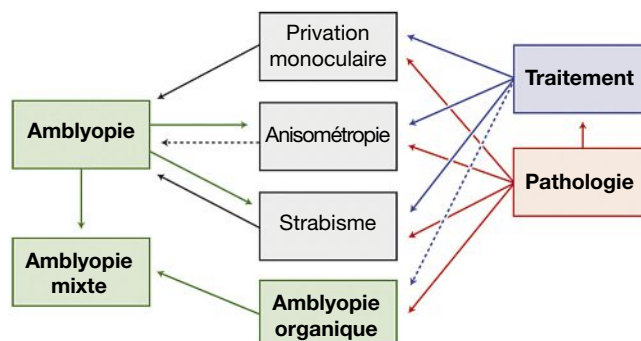 Privation
monoculaire
Traitement
Amblyopie
Anisométropie
Pathologie
Strabisme
Amblyopie
mixte
Amblyopie
organique